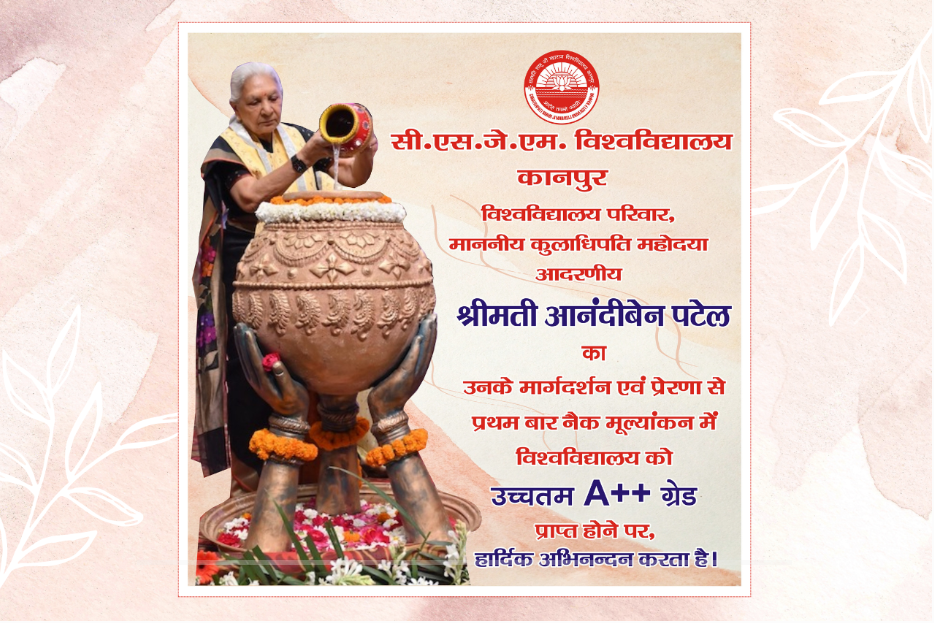 सी.एस.जे.एम. विश्वविद्यालय
कानपुर
विश्वविद्यालय परिवार,
माननीय कुलाधिपति महोदया
आदरणीय
श्रीमती आनंदीबेन पटेल
का
उनके मार्गदर्शन एवं प्रेरणा से
प्रथम बार नैक मूल्यांकन में
विश्वविद्यालय को
उच्चतम A++ ग्रेड
प्राप्त होने पर,
हार्दिक अभिनन्दन करता है।